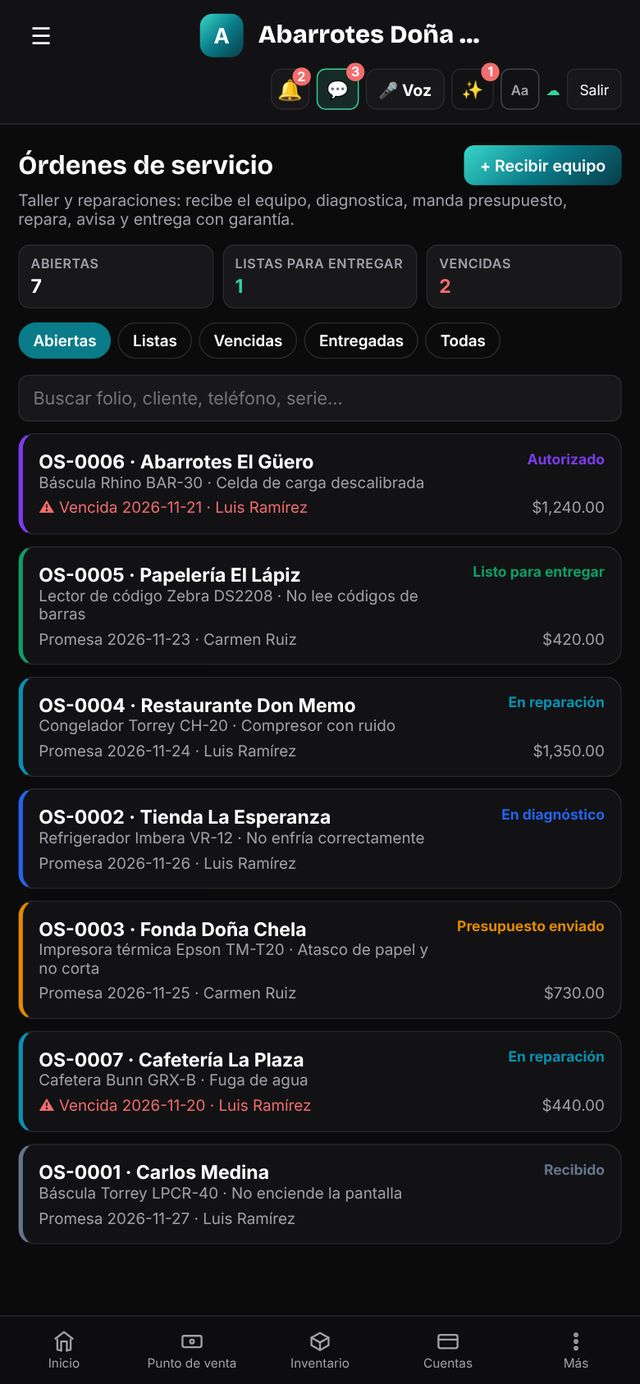 ☰ A Abarrotes Doña ...
🔔 2 💬 3 🎤 Voz ✨ 1 Aa ☁ Salir
Órdenes de servicio
+ Recibir equipo
Taller y reparaciones: recibe el equipo, diagnostica, manda presupuesto,
repara, avisa y entrega con garantía.
ABIERTAS
7
LISTAS PARA ENTREGAR
1
VENCIDAS
2
Abiertas Listas Vencidas Entregadas Todas
Buscar folio, cliente, teléfono, serie...
OS-0006 · Abarrotes El Güero
Autorizado
Báscula Rhino BAR-30 · Celda de carga descalibrada
⚠ Vencida 2026-11-21 · Luis Ramírez
$1,240.00
OS-0005 · Papelería El Lápiz
Listo para entregar
Lector de código Zebra DS2208 · No lee códigos de
barras
Promesa 2026-11-23 · Carmen Ruiz
$420.00
OS-0004 · Restaurante Don Memo
En reparación
Congelador Torrey CH-20 · Compresor con ruido
Promesa 2026-11-24 · Luis Ramírez
$1,350.00
OS-0002 · Tienda La Esperanza
En diagnóstico
Refrigerador Imbera VR-12 · No enfría correctamente
Promesa 2026-11-26 · Luis Ramírez
OS-0003 · Fonda Doña Chela
Presupuesto enviado
Impresora térmica Epson TM-T20 · Atasco de papel y
no corta
Promesa 2026-11-25 · Carmen Ruiz
$730.00
OS-0007 · Cafetería La Plaza
En reparación
Cafetera Bunn GRX-B · Fuga de agua
⚠ Vencida 2026-11-20 · Luis Ramírez
$440.00
OS-0001 · Carlos Medina
Recibido
Báscula Torrey LPCR-40 · No enciende la pantalla
Promesa 2026-11-27 · Luis Ramírez
Inicio Punto de venta Inventario Cuentas Más